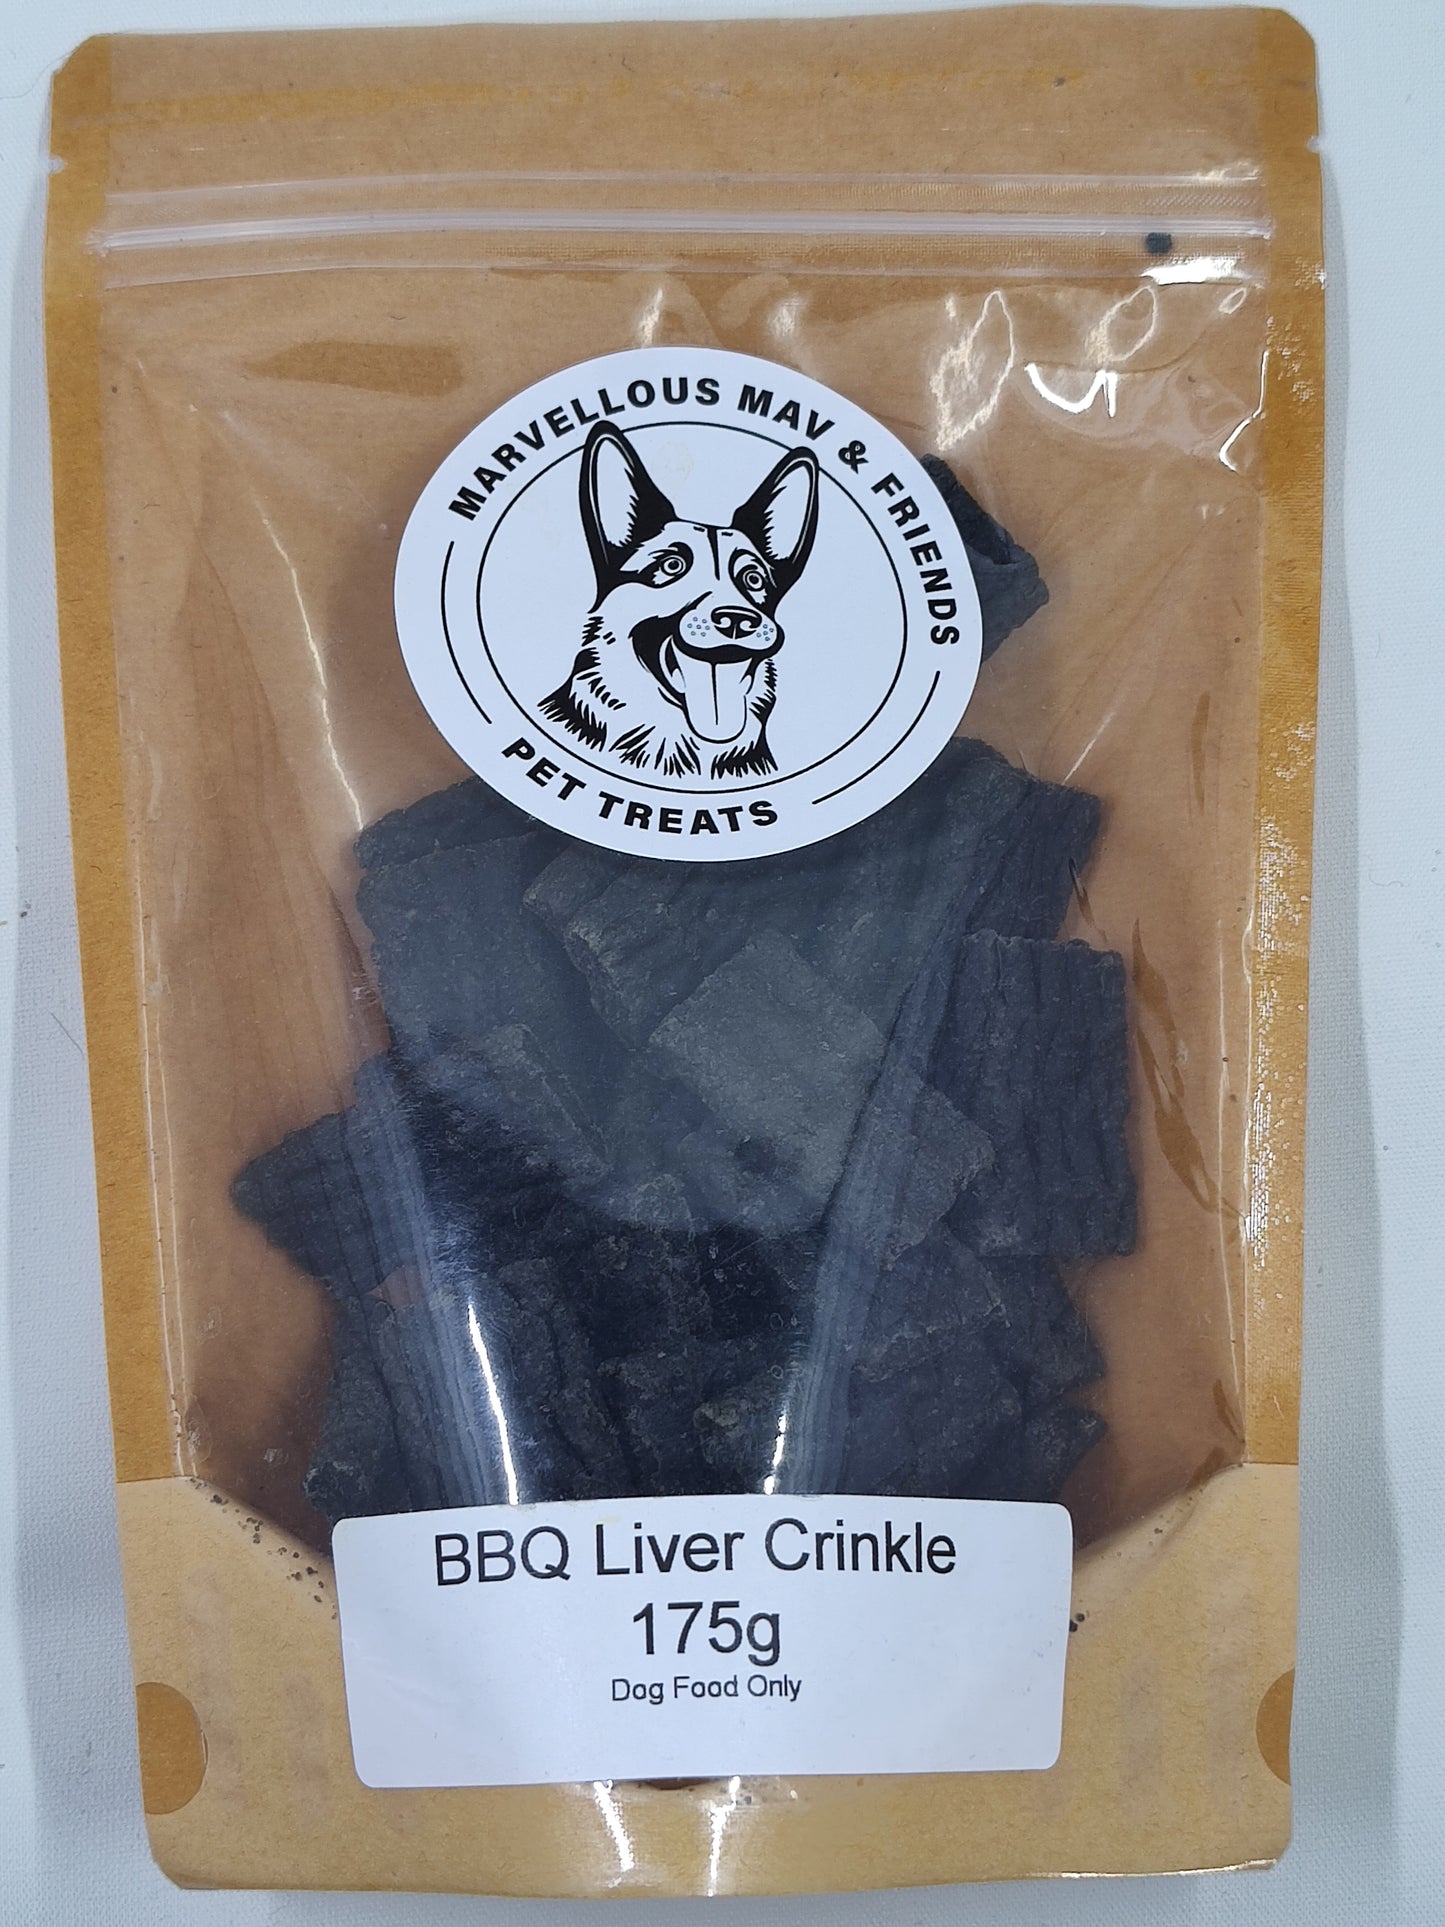 MARVELLOUS MAV & FRIENDS
PET TREATS
BBQ Liver Crinkle
175g
Dog Food Only